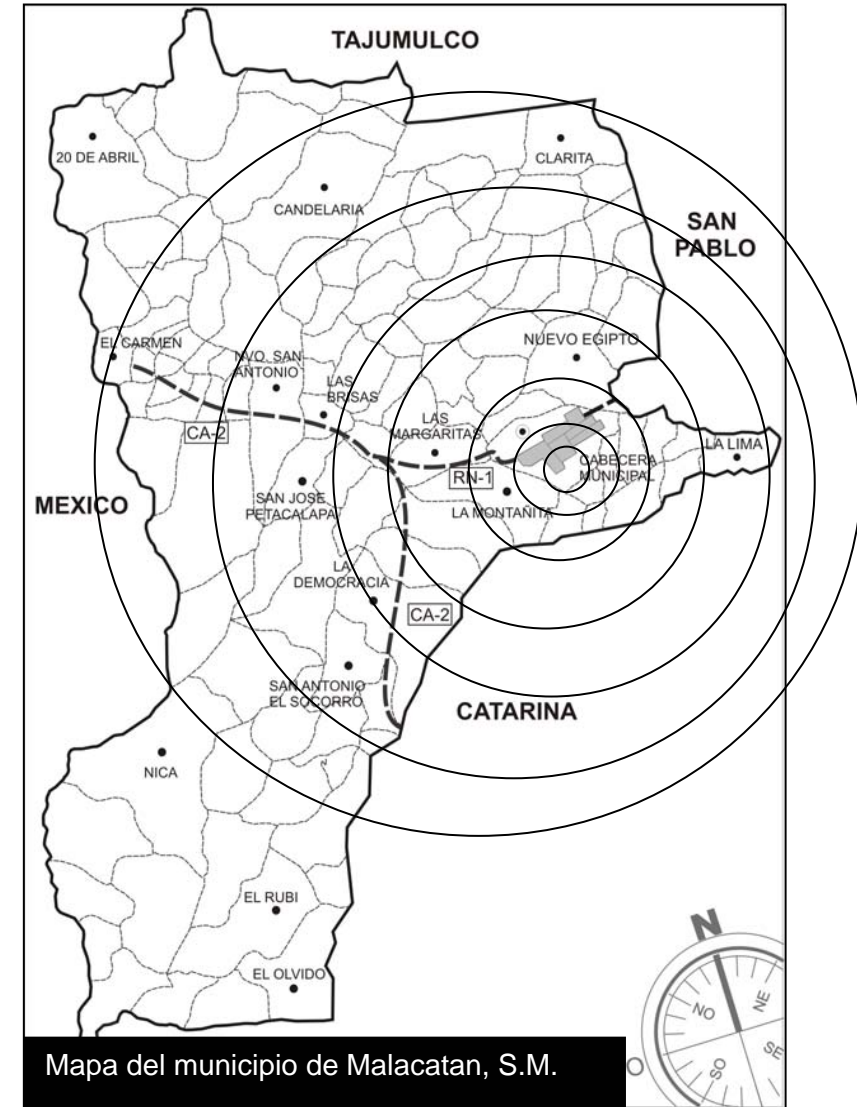 TAJUMULCO
20 DE ABRIL
CLARITA
CANDELARIA
SAN
PABLO
EL CARMEN
NUEVO EGIPTO
NVO. SAN
ANTONIO
LAS
BRISAS
CA-2
LAS
MARGARITAS
LA LIMA
CABECERA
MUNICIPAL
RN-1
MEXICO
SAN JOSE
PETACALAPA
LA MONTAÑITA
LA
DEMOCRACIA
CA-2
SAN ANTONIO
EL SOCORRO
CATARINA
NICA
EL RUBI
EL OLVIDO
N
NO
NE
SE
SO
O
Mapa del municipio de Malacatan, S.M.